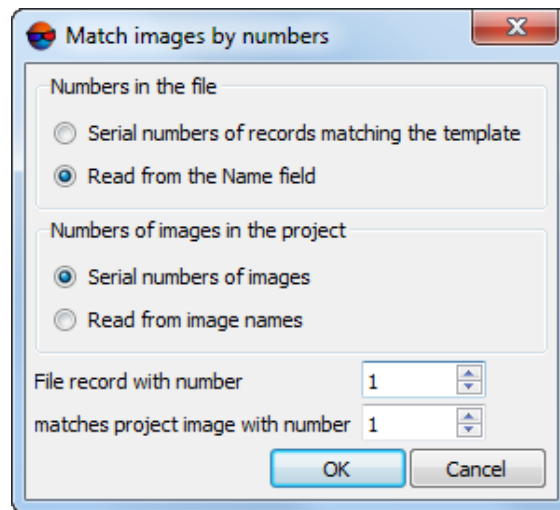 Match images by numbers
Numbers in the file
Serial numbers of records matching the template
Read from the Name field
Numbers of images in the project
Serial numbers of images
Read from image names
File record with number 1
matches project image with number 1
OK Cancel